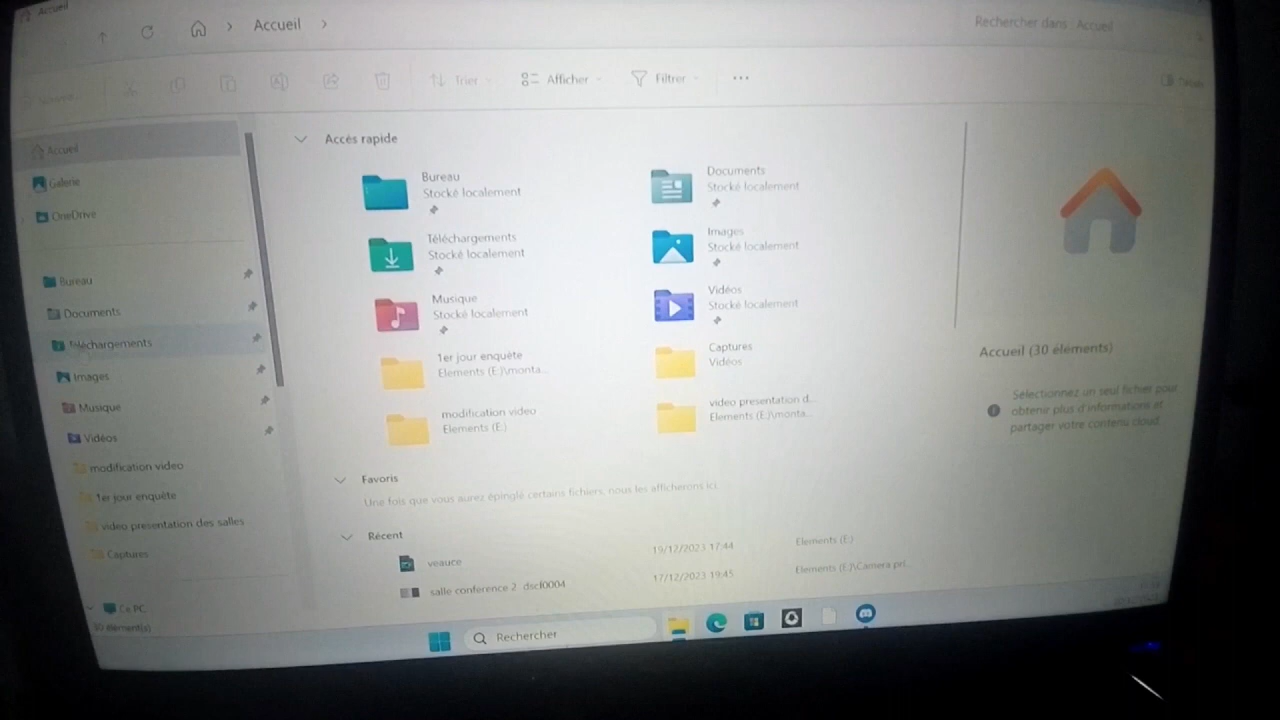 Accueil
Accueil
Rechercher dans : Accueil
Trier
Afficher
Filtrer
Accueil
Galerie
OneDrive
Bureau
Documents
Téléchargements
Images
Musique
Vidéos
modification video
1er jour enquête
video presentation des salles
Captures
Ce PC
30 élément(s)
Accès rapide
Bureau
Stocké localement
Documents
Stocké localement
Téléchargements
Stocké localement
Images
Stocké localement
Musique
Stocké localement
Vidéos
Stocké localement
1er jour enquête
Elements (E:)\monta...
Captures
Vidéos
modification video
Elements (E:)
video presentation d...
Elements (E:)\monta...
Favoris
Une fois que vous aurez épinglé certains fichiers, nous les afficherons ici.
Récent
veauce 19/12/2023 17:44 Elements (E:)
salle conference 2 dscf0004 17/12/2023 19:45 Elements (E:)\Camera pri...
Accueil (30 éléments)
Sélectionnez un seul fichier pour
obtenir plus d'informations et
partager votre contenu cloud.
Rechercher